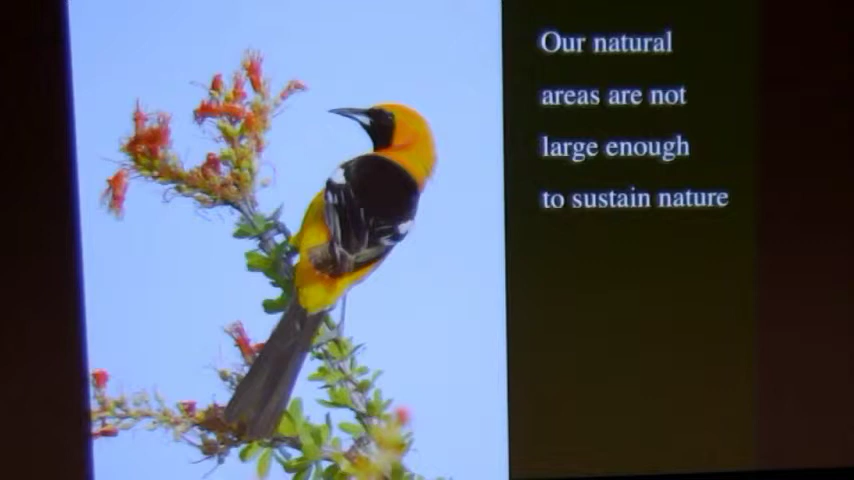 Our natural
areas are not
large enough
to sustain nature